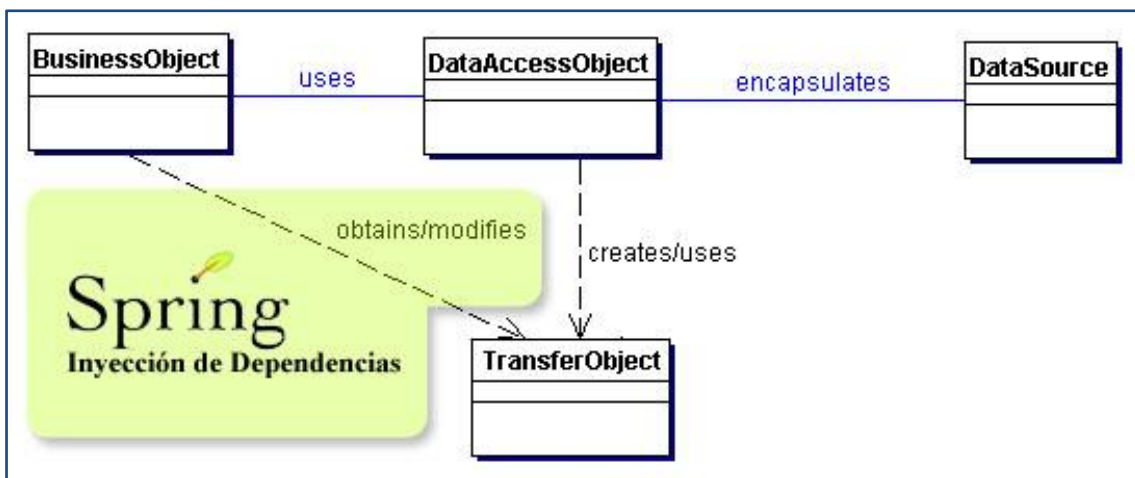 BusinessObject
DataAccessObject
DataSource
uses
encapsulates
obtains/modifies
creates/uses
Spring
Inyección de Dependencias
TransferObject